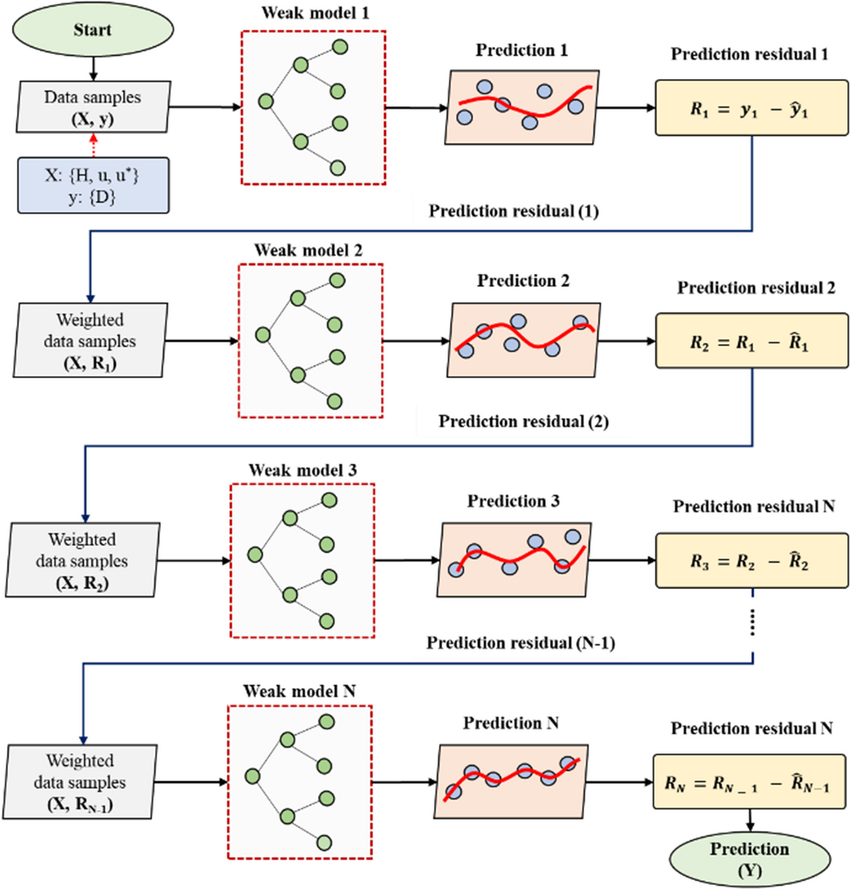 Weak model 1
Start
Prediction 1
Prediction residual 1
Data samples
(X, y)
R₁ = y₁ − ŷ₁
X: {H, u, u*}
y: {D}
Prediction residual (1)
Weak model 2
Prediction 2
Prediction residual 2
Weighted
data samples
(X, R₁)
R₂ = R₁ − R̂₁
Prediction residual (2)
Weak model 3
Prediction 3
Prediction residual N
Weighted
data samples
(X, R₂)
R₃ = R₂ − R̂₂
Prediction residual (N-1)
Weak model N
Prediction N
Prediction residual N
Weighted
data samples
(X, R_N-1)
R_N = R_N − 1 − R̂_N−1
Prediction
(Y)